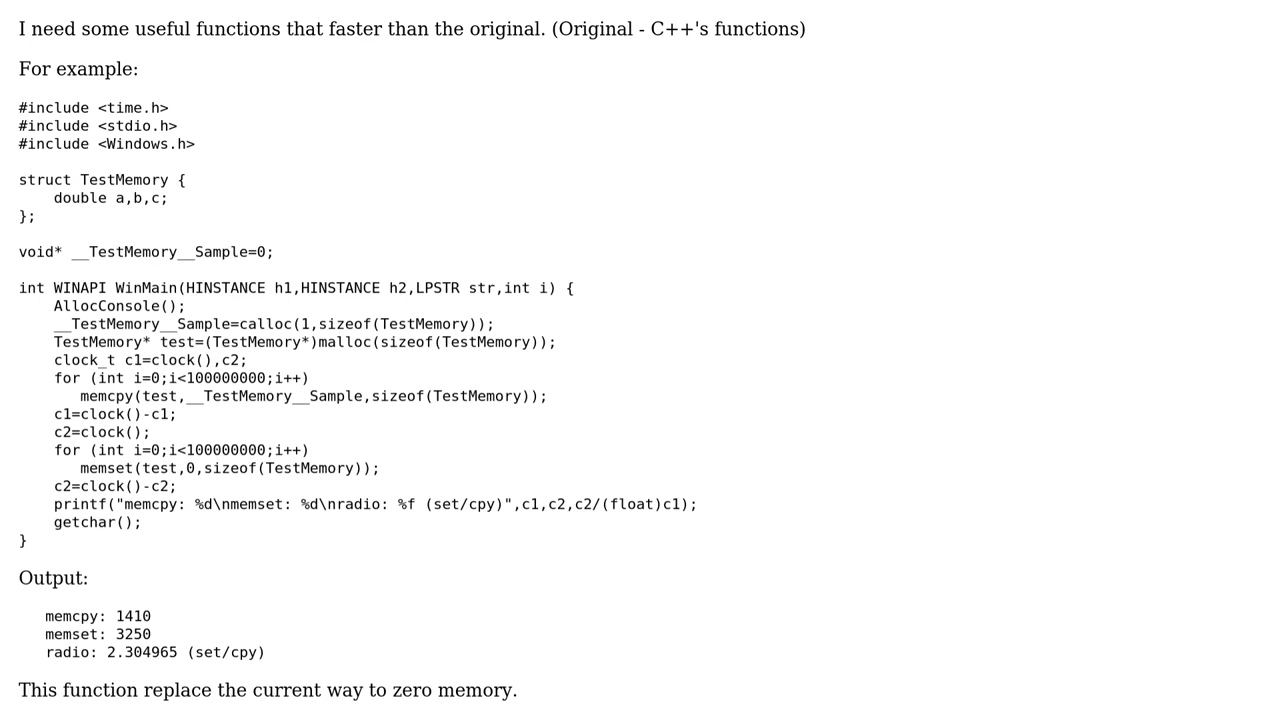 I need some useful functions that faster than the original. (Original - C++'s functions)
For example:
#include <time.h>
#include <stdio.h>
#include <Windows.h>
struct TestMemory {
    double a,b,c;
};
void* __TestMemory__Sample=0;
int WINAPI WinMain(HINSTANCE h1,HINSTANCE h2,LPSTR str,int i) {
    AllocConsole();
    __TestMemory__Sample=calloc(1,sizeof(TestMemory));
    TestMemory* test=(TestMemory*)malloc(sizeof(TestMemory));
    clock_t c1=clock(),c2;
    for (int i=0;i<100000000;i++)
       memcpy(test,__TestMemory__Sample,sizeof(TestMemory));
    c1=clock()-c1;
    c2=clock();
    for (int i=0;i<100000000;i++)
       memset(test,0,sizeof(TestMemory));
    c2=clock()-c2;
    printf("memcpy: %d\nmemset: %d\nradio: %f (set/cpy)",c1,c2,c2/(float)c1);
    getchar();
}
Output:
   memcpy: 1410
   memset: 3250
   radio: 2.304965 (set/cpy)
This function replace the current way to zero memory.